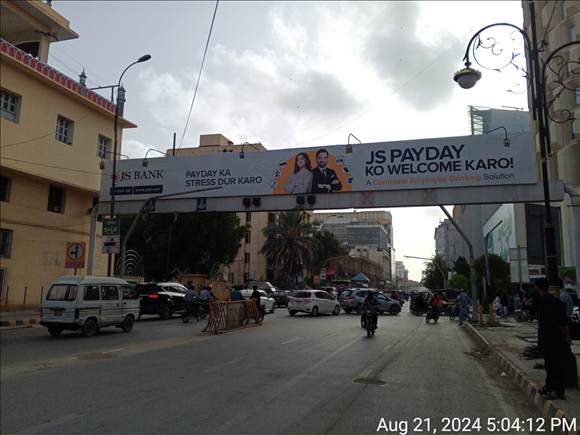 JS BANK
PAYDAY KA
STRESS DUR KARO
JS PAYDAY
KO WELCOME KARO!
A Complete Employee Banking Solution
Aug 21, 2024 5:04:12 PM